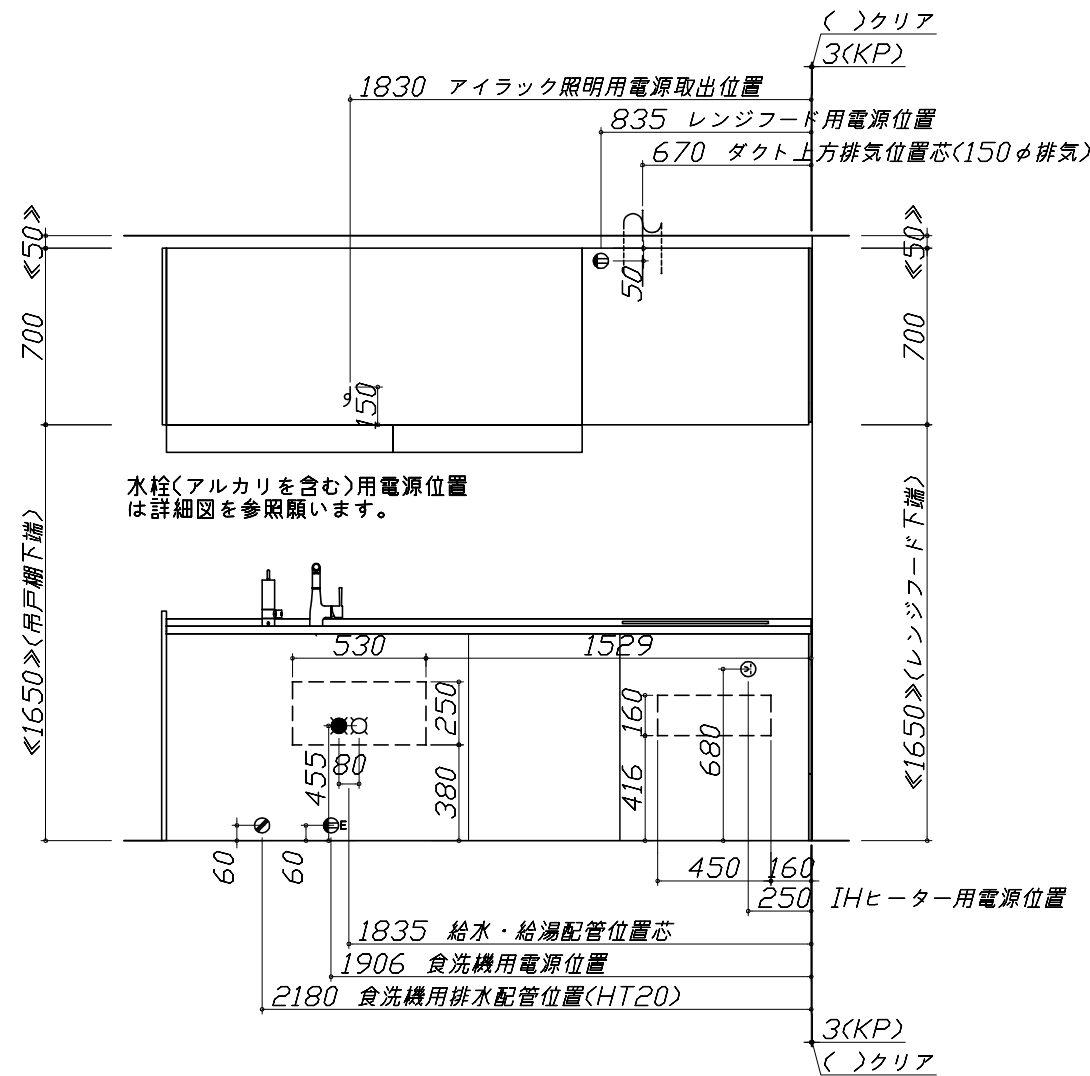 ( )クリア
3(KP)
1830 アイラック照明用電源取出位置
835 レンジフード用電源位置
670 ダクト上方排気位置芯(150φ排気)
≪50≫
≪50≫
50
700
700
150
水栓(アルカリを含む)用電源位置
は詳細図を参照願います。
≪1650≫(吊戸棚下端)
≪1650≫(レンジフード下端)
530
1529
250
160
680
455
80
380
416
E
60
60
450
160
250 IHヒーター用電源位置
1835 給水・給湯配管位置芯
1906 食洗機用電源位置
2180 食洗機用排水配管位置(HT20)
3(KP)
( )クリア